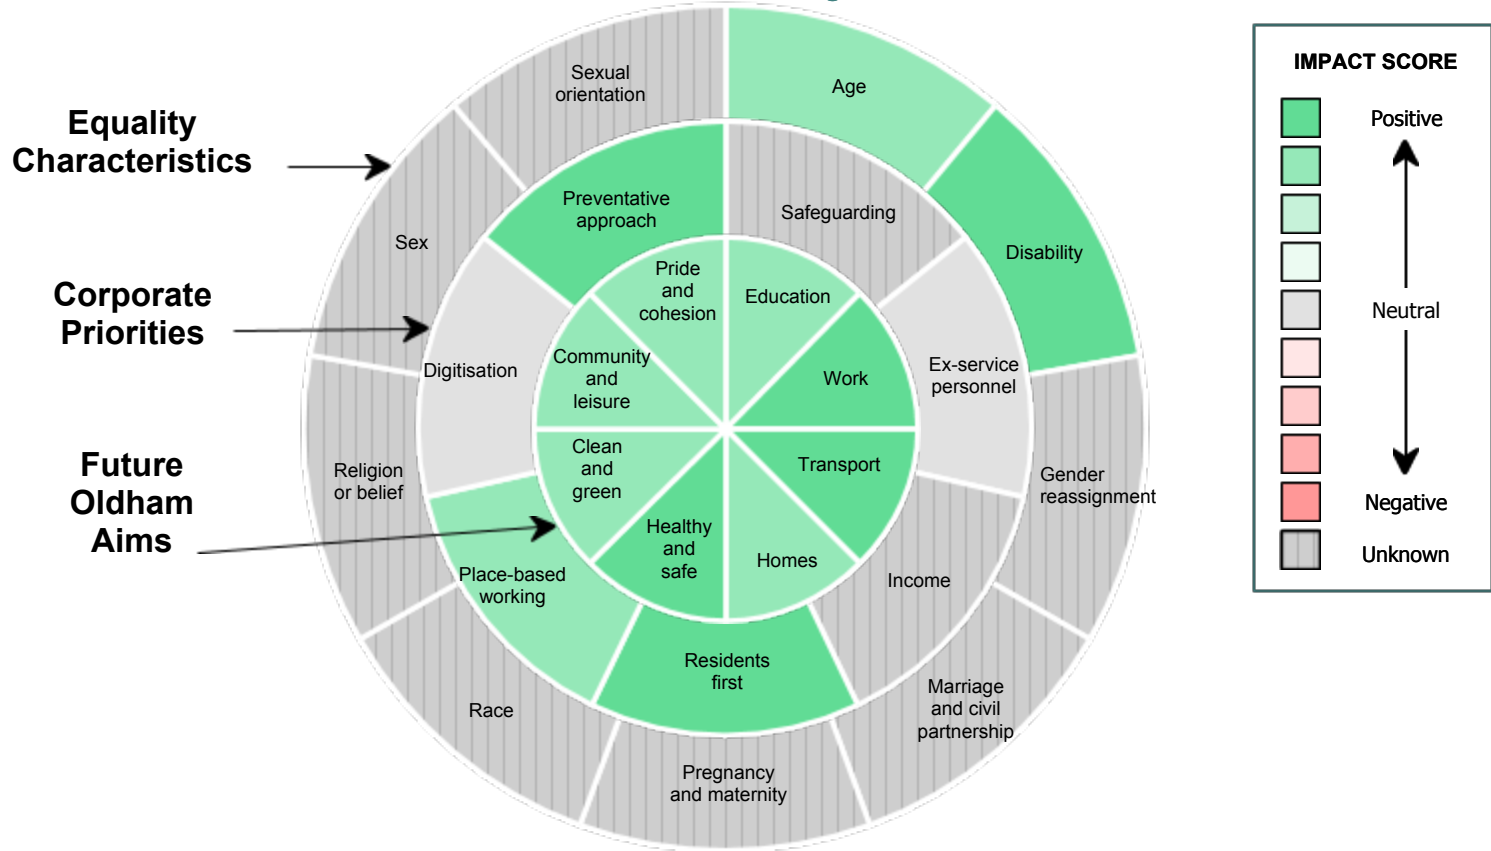 Equality
Characteristics
Corporate
Priorities
Future
Oldham
Aims
Sexual
orientation
Age
Disability
Gender
reassignment
Marriage
and civil
partnership
Pregnancy
and maternity
Race
Religion
or belief
Sex
Preventative
approach
Safeguarding
Ex-service
personnel
Income
Residents
first
Place-based
working
Digitisation
Pride
and
cohesion
Education
Work
Transport
Homes
Healthy
and
safe
Clean
and
green
Community
and
leisure
IMPACT SCORE
Positive
Neutral
Negative
Unknown